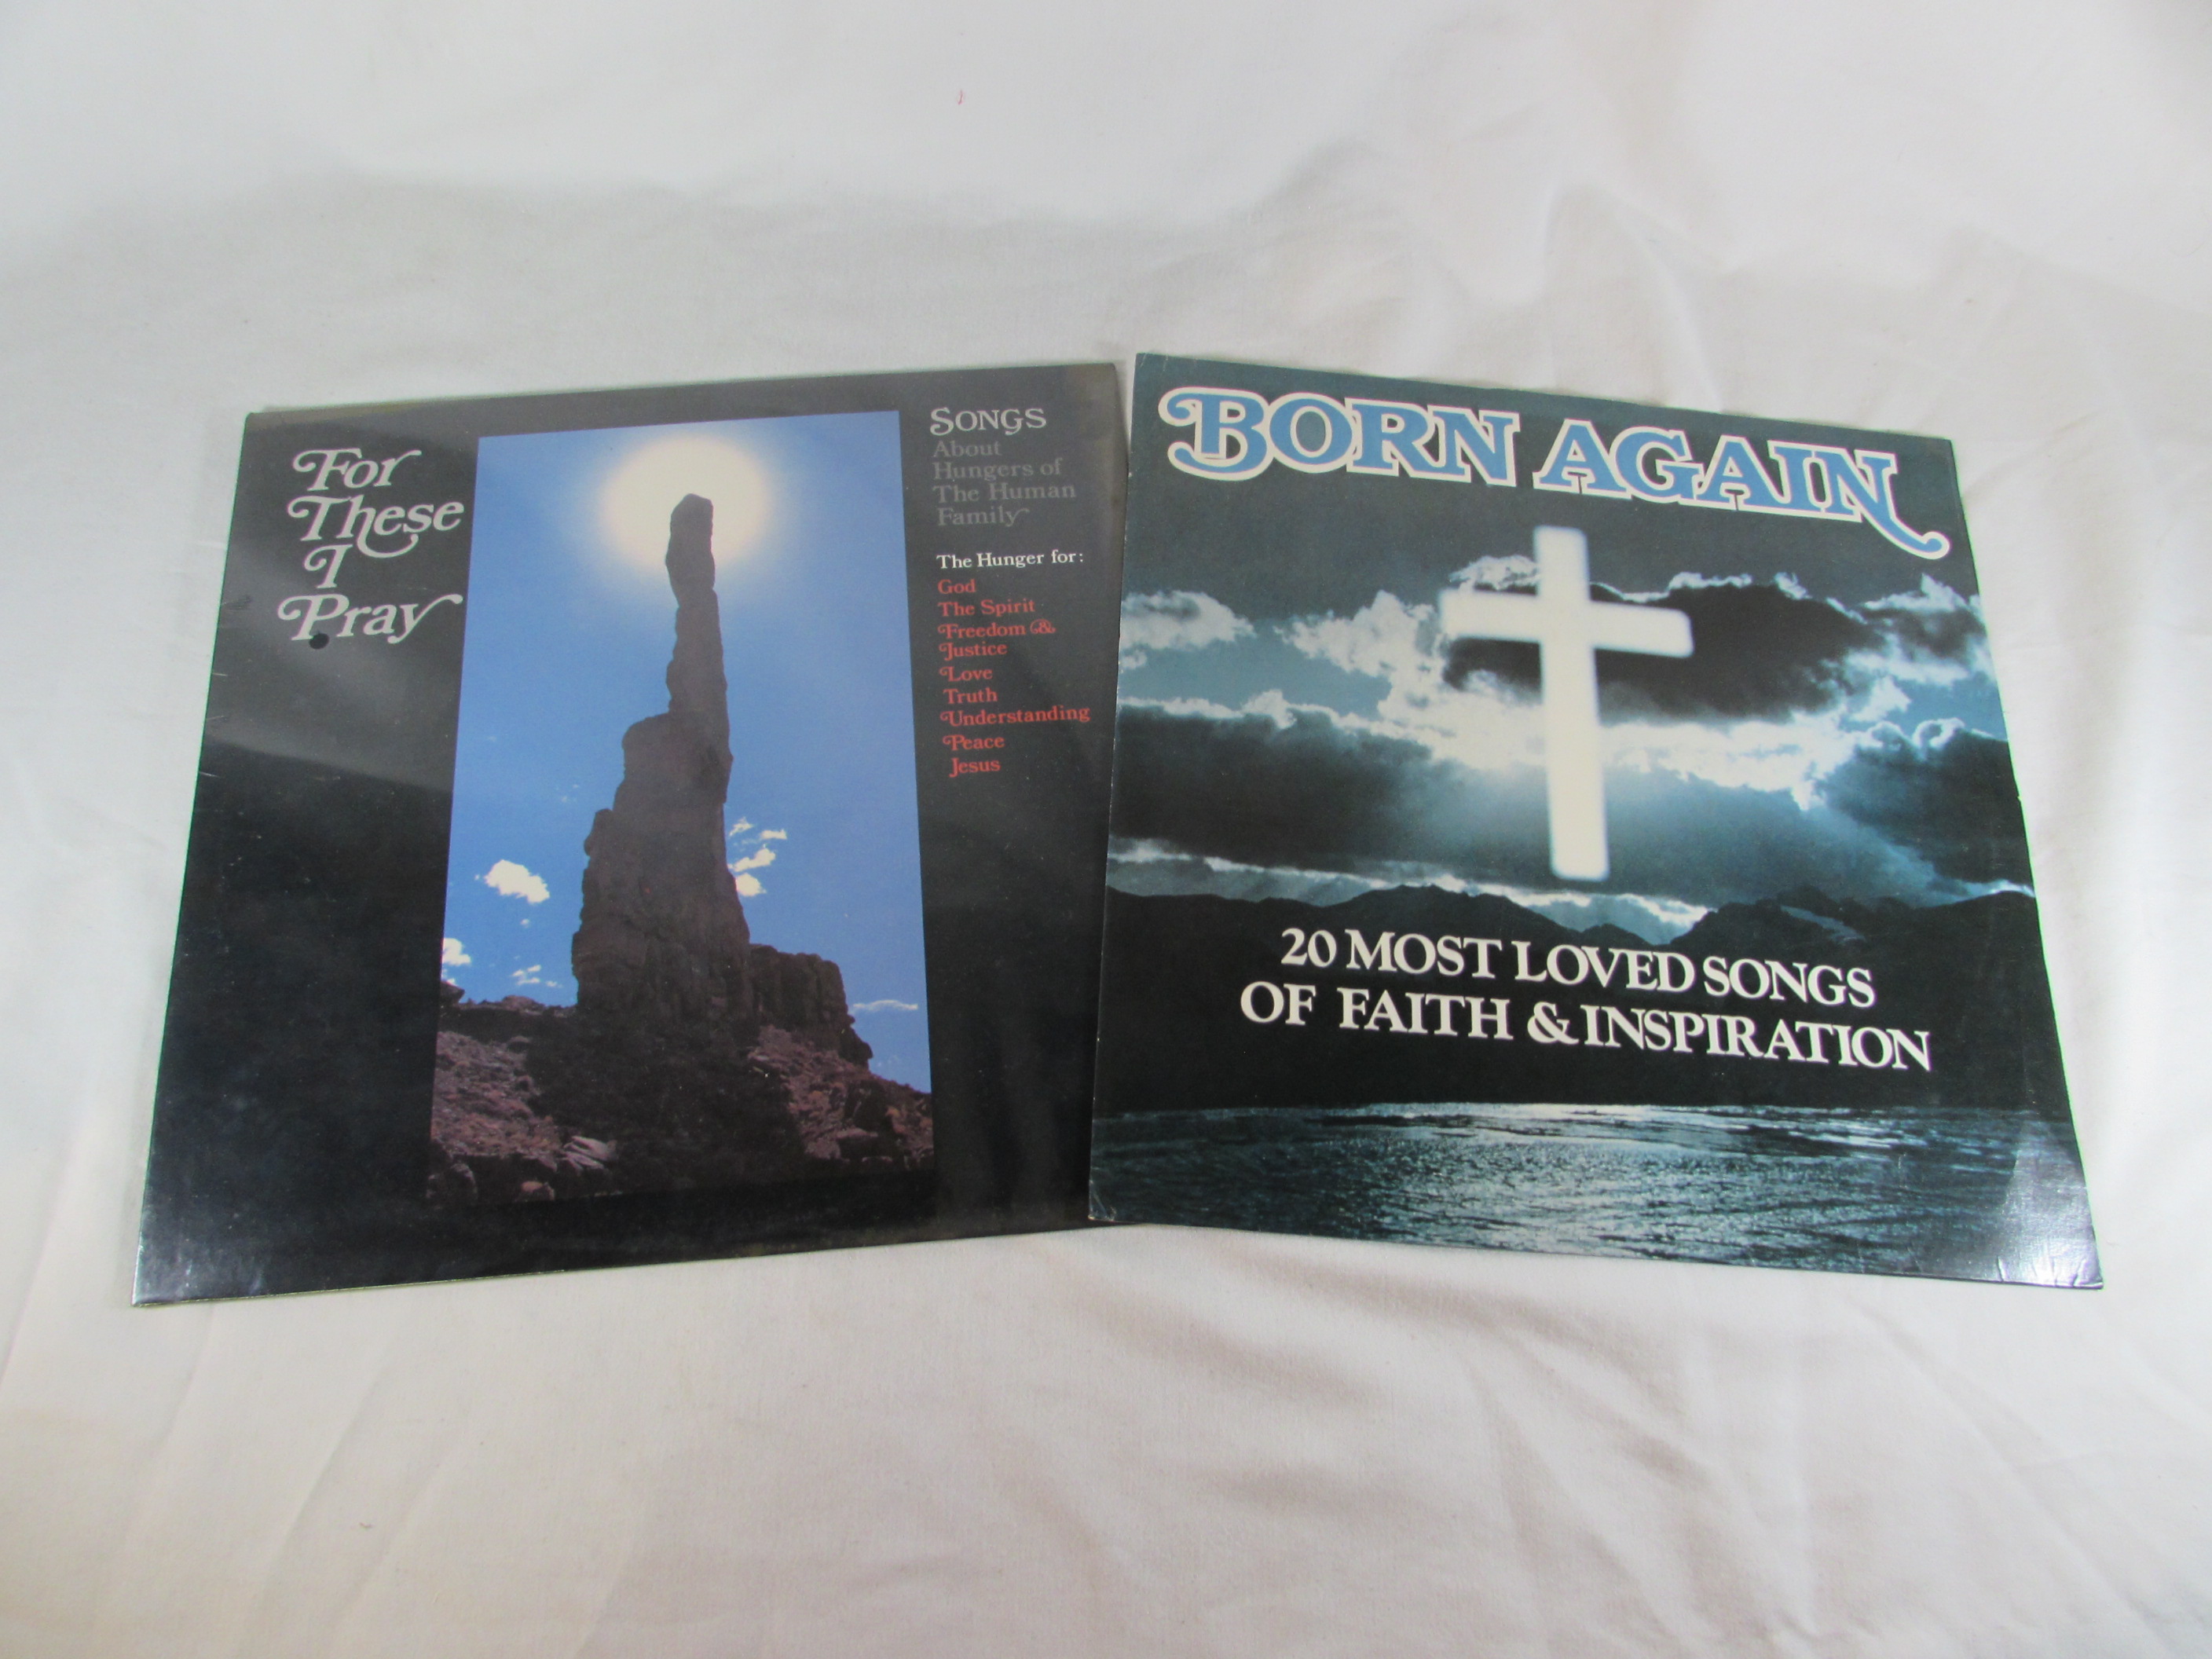 For
These
I
Pray
SONGS
About
Hungers of
The Human
Family
The Hunger for:
God
The Spirit
Freedom &
Justice
Love
Truth
Understanding
Peace
Jesus
BORN AGAIN
20 MOST LOVED SONGS
OF FAITH & INSPIRATION